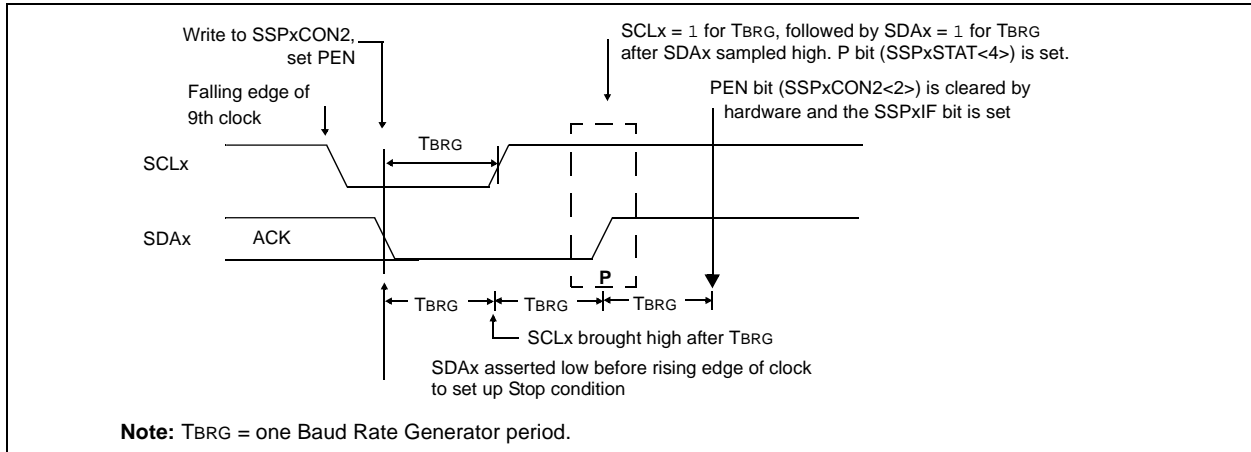 Write to SSPxCON2,
set PEN
SCLx = 1 for TBRG, followed by SDAx = 1 for TBRG
after SDAx sampled high. P bit (SSPxSTAT<4>) is set.
Falling edge of
9th clock
PEN bit (SSPxCON2<2>) is cleared by
hardware and the SSPxIF bit is set
TBRG
SCLx
SDAx
ACK
P
TBRG
TBRG
TBRG
SCLx brought high after TBRG
SDAx asserted low before rising edge of clock
to set up Stop condition
Note: TBRG = one Baud Rate Generator period.